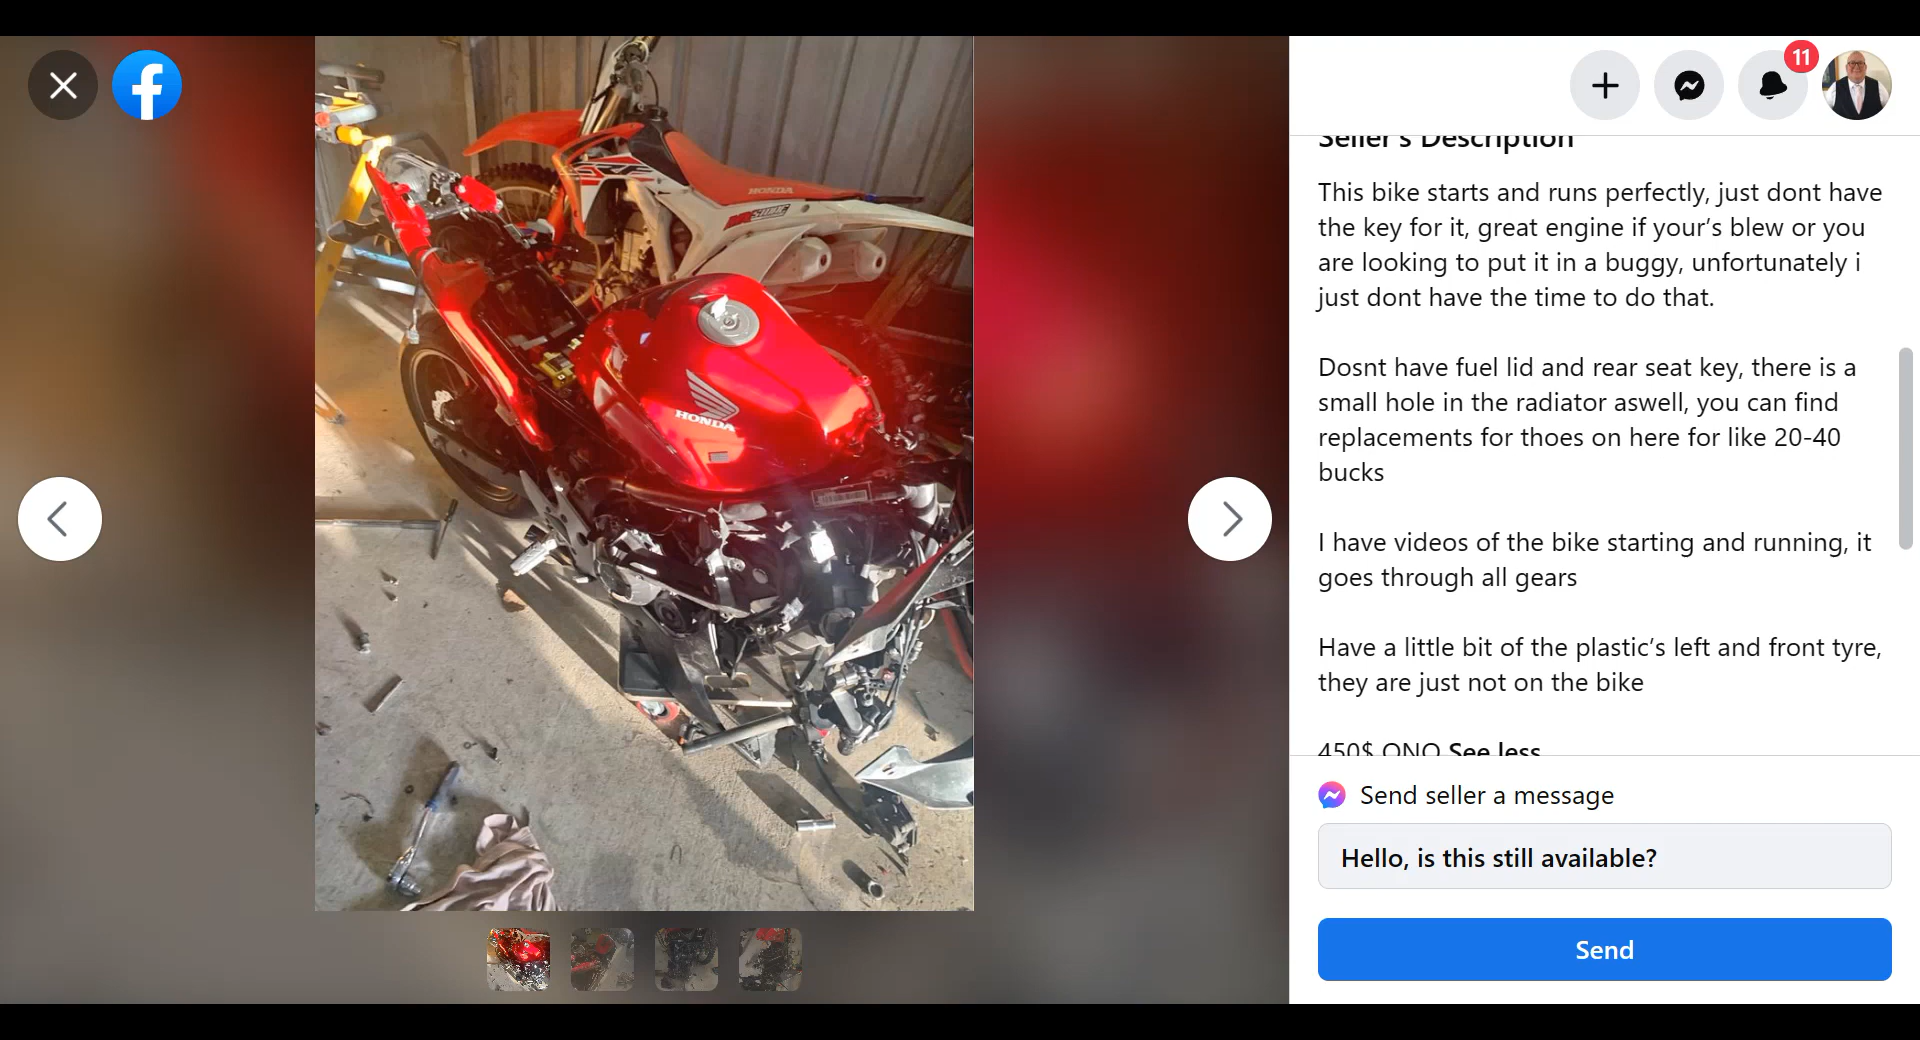 11
Seller's Description
This bike starts and runs perfectly, just dont have
the key for it, great engine if your’s blew or you
are looking to put it in a buggy, unfortunately i
just dont have the time to do that.
Dosnt have fuel lid and rear seat key, there is a
small hole in the radiator aswell, you can find
replacements for thoes on here for like 20-40
bucks
I have videos of the bike starting and running, it
goes through all gears
Have a little bit of the plastic’s left and front tyre,
they are just not on the bike
450$ ONO See less
Send seller a message
Hello, is this still available?
Send
HONDA
CRF
HONDA